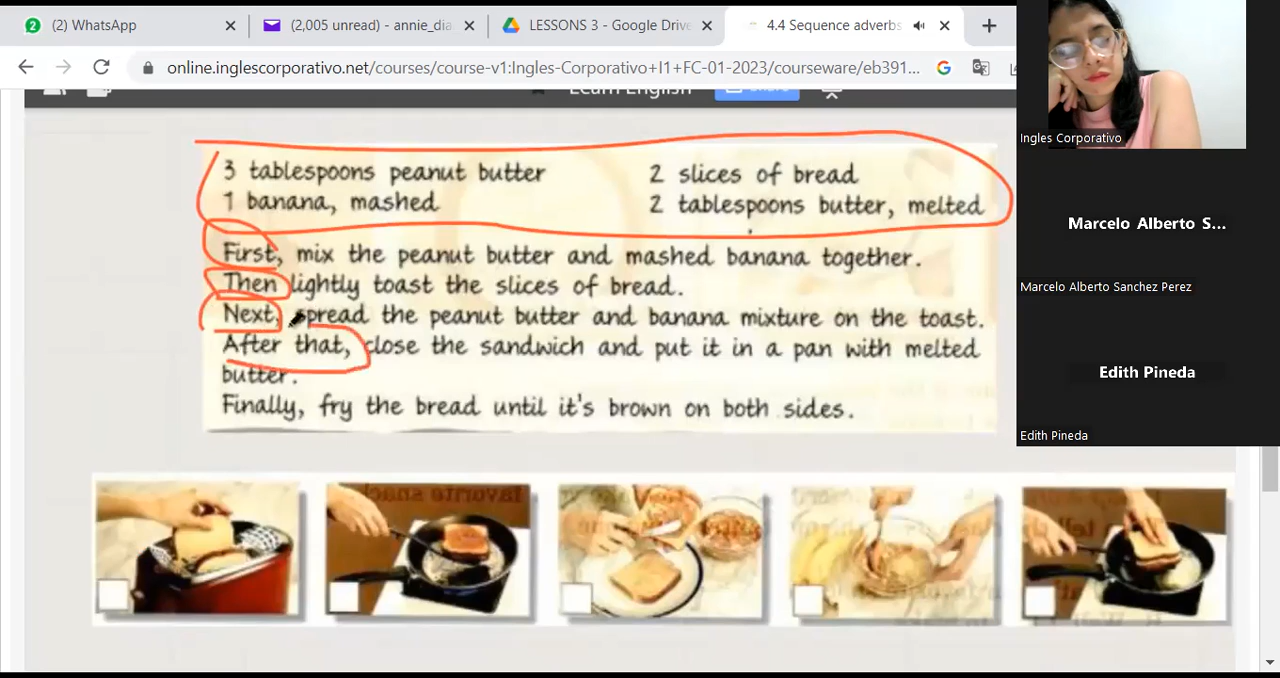 (2) WhatsApp
(2,005 unread) - annie_dia
LESSONS 3 - Google Drive
4.4 Sequence adverbs
online.inglescorporativo.net/courses/course-v1:Ingles-Corporativo+I1+FC-01-2023/courseware/eb391...
Learn English
Share
3 tablespoons peanut butter 2 slices of bread
1 banana, mashed 2 tablespoons butter, melted
First, mix the peanut butter and mashed banana together.
Then lightly toast the slices of bread.
Next, spread the peanut butter and banana mixture on the toast.
After that, close the sandwich and put it in a pan with melted
butter.
Finally, fry the bread until it's brown on both sides.
Ingles Corporativo
Marcelo Alberto S...
Marcelo Alberto Sanchez Perez
Edith Pineda
Edith Pineda